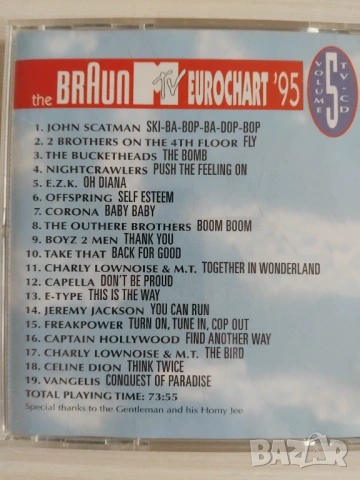 the BRAUN MTV EUROCHART '95
VOLUME 5 TV-CD
1. JOHN SCATMAN SKI-BA-BOP-BA-DOP-BOP
2. 2 BROTHERS ON THE 4TH FLOOR FLY
3. THE BUCKETHEADS THE BOMB
4. NIGHTCRAWLERS PUSH THE FEELING ON
5. E.Z.K. OH DIANA
6. OFFSPRING SELF ESTEEM
7. CORONA BABY BABY
8. THE OUTHERE BROTHERS BOOM BOOM
9. BOYZ 2 MEN THANK YOU
10. TAKE THAT BACK FOR GOOD
11. CHARLY LOWNOISE & M.T. TOGETHER IN WONDERLAND
12. CAPELLA DON'T BE PROUD
13. E-TYPE THIS IS THE WAY
14. JEREMY JACKSON YOU CAN RUN
15. FREAKPOWER TURN ON, TUNE IN, COP OUT
16. CAPTAIN HOLLYWOOD FIND ANOTHER WAY
17. CHARLY LOWNOISE & M.T. THE BIRD
18. CELINE DION THINK TWICE
19. VANGELIS CONQUEST OF PARADISE
TOTAL PLAYING TIME: 73:55
Special thanks to the Gentleman and his Horny Jee
BAZAR